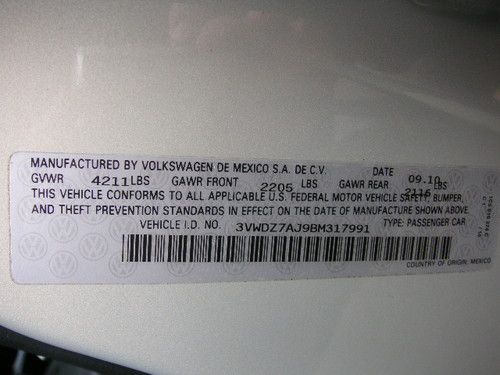 MANUFACTURED BY VOLKSWAGEN DE MEXICO S.A. DE C.V. DATE 09.10
GVWR 4211 LBS GAWR FRONT 2205 LBS GAWR REAR 2116 LBS
THIS VEHICLE CONFORMS TO ALL APPLICABLE U.S. FEDERAL MOTOR VEHICLE SAFETY, BUMPER,
AND THEFT PREVENTION STANDARDS IN EFFECT ON THE DATE OF MANUFACTURE SHOWN ABOVE.
VEHICLE I.D. NO. 3VWDZ7AJ9BM317991 TYPE: PASSENGER CAR
COUNTRY OF ORIGIN: MEXICO